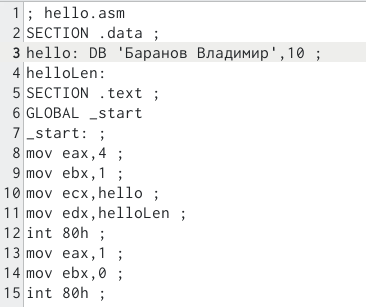 1 ; hello.asm
2 SECTION .data ;
3 hello: DB 'Баранов Владимир',10 ;
4 helloLen:
5 SECTION .text ;
6 GLOBAL _start
7 _start: ;
8 mov eax,4 ;
9 mov ebx,1 ;
10 mov ecx,hello ;
11 mov edx,helloLen ;
12 int 80h ;
13 mov eax,1 ;
14 mov ebx,0 ;
15 int 80h ;